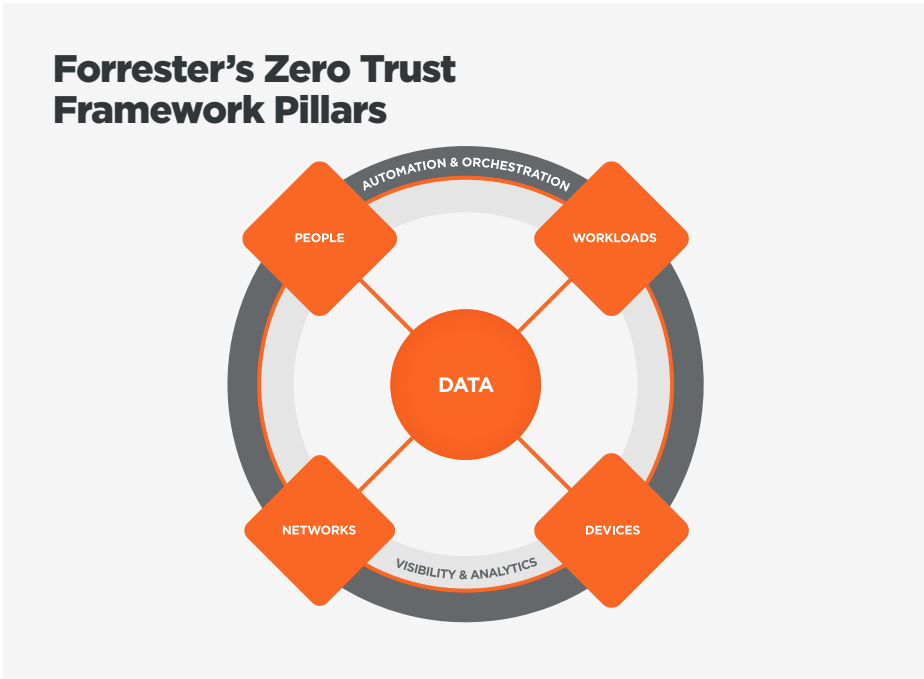 Forrester’s Zero Trust
Framework Pillars
AUTOMATION & ORCHESTRATION
PEOPLE
WORKLOADS
DATA
NETWORKS
DEVICES
VISIBILITY & ANALYTICS